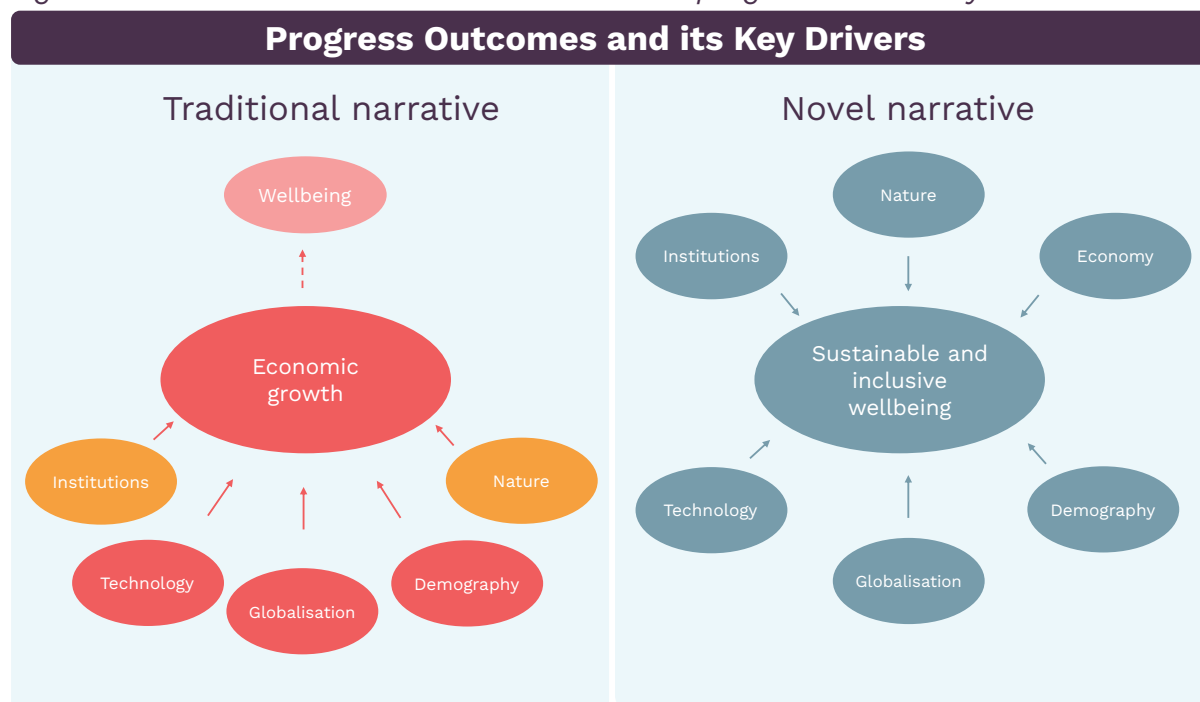 Progress Outcomes and its Key Drivers
Traditional narrative
Wellbeing
Economic
growth
Institutions
Nature
Technology
Globalisation
Demography
Novel narrative
Nature
Institutions
Economy
Sustainable and
inclusive
wellbeing
Technology
Demography
Globalisation